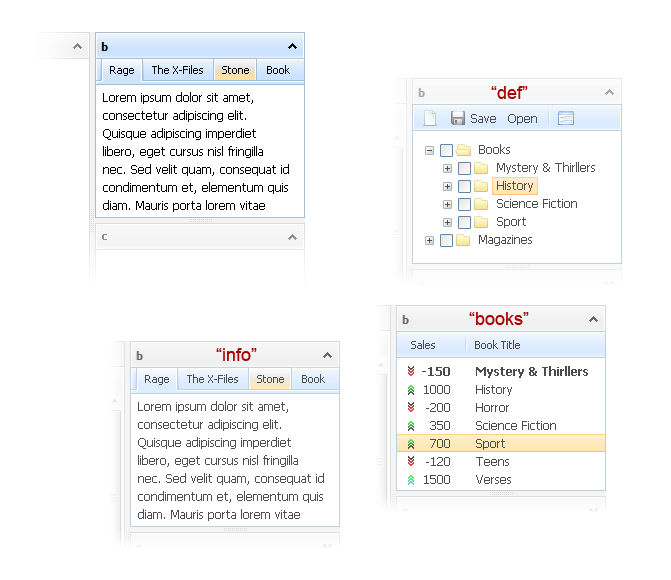 b
Rage The X-Files Stone Book
Lorem ipsum dolor sit amet,
consectetur adipiscing elit.
Quisque adipiscing imperdiet
libero, eget cursus nisl fringilla
nec. Sed velit quam, consequat id
condimentum et, elementum quis
diam. Mauris porta lorem vitae
c
b “def”
Save Open
Books
Mystery & Thirllers
History
Science Fiction
Sport
Magazines
b “info”
Rage The X-Files Stone Book
Lorem ipsum dolor sit amet,
consectetur adipiscing elit.
Quisque adipiscing imperdiet
libero, eget cursus nisl fringilla
nec. Sed velit quam, consequat id
condimentum et, elementum quis
diam. Mauris porta lorem vitae
b “books”
Sales Book Title
-150 Mystery & Thirllers
1000 History
-200 Horror
350 Science Fiction
700 Sport
-120 Teens
1500 Verses